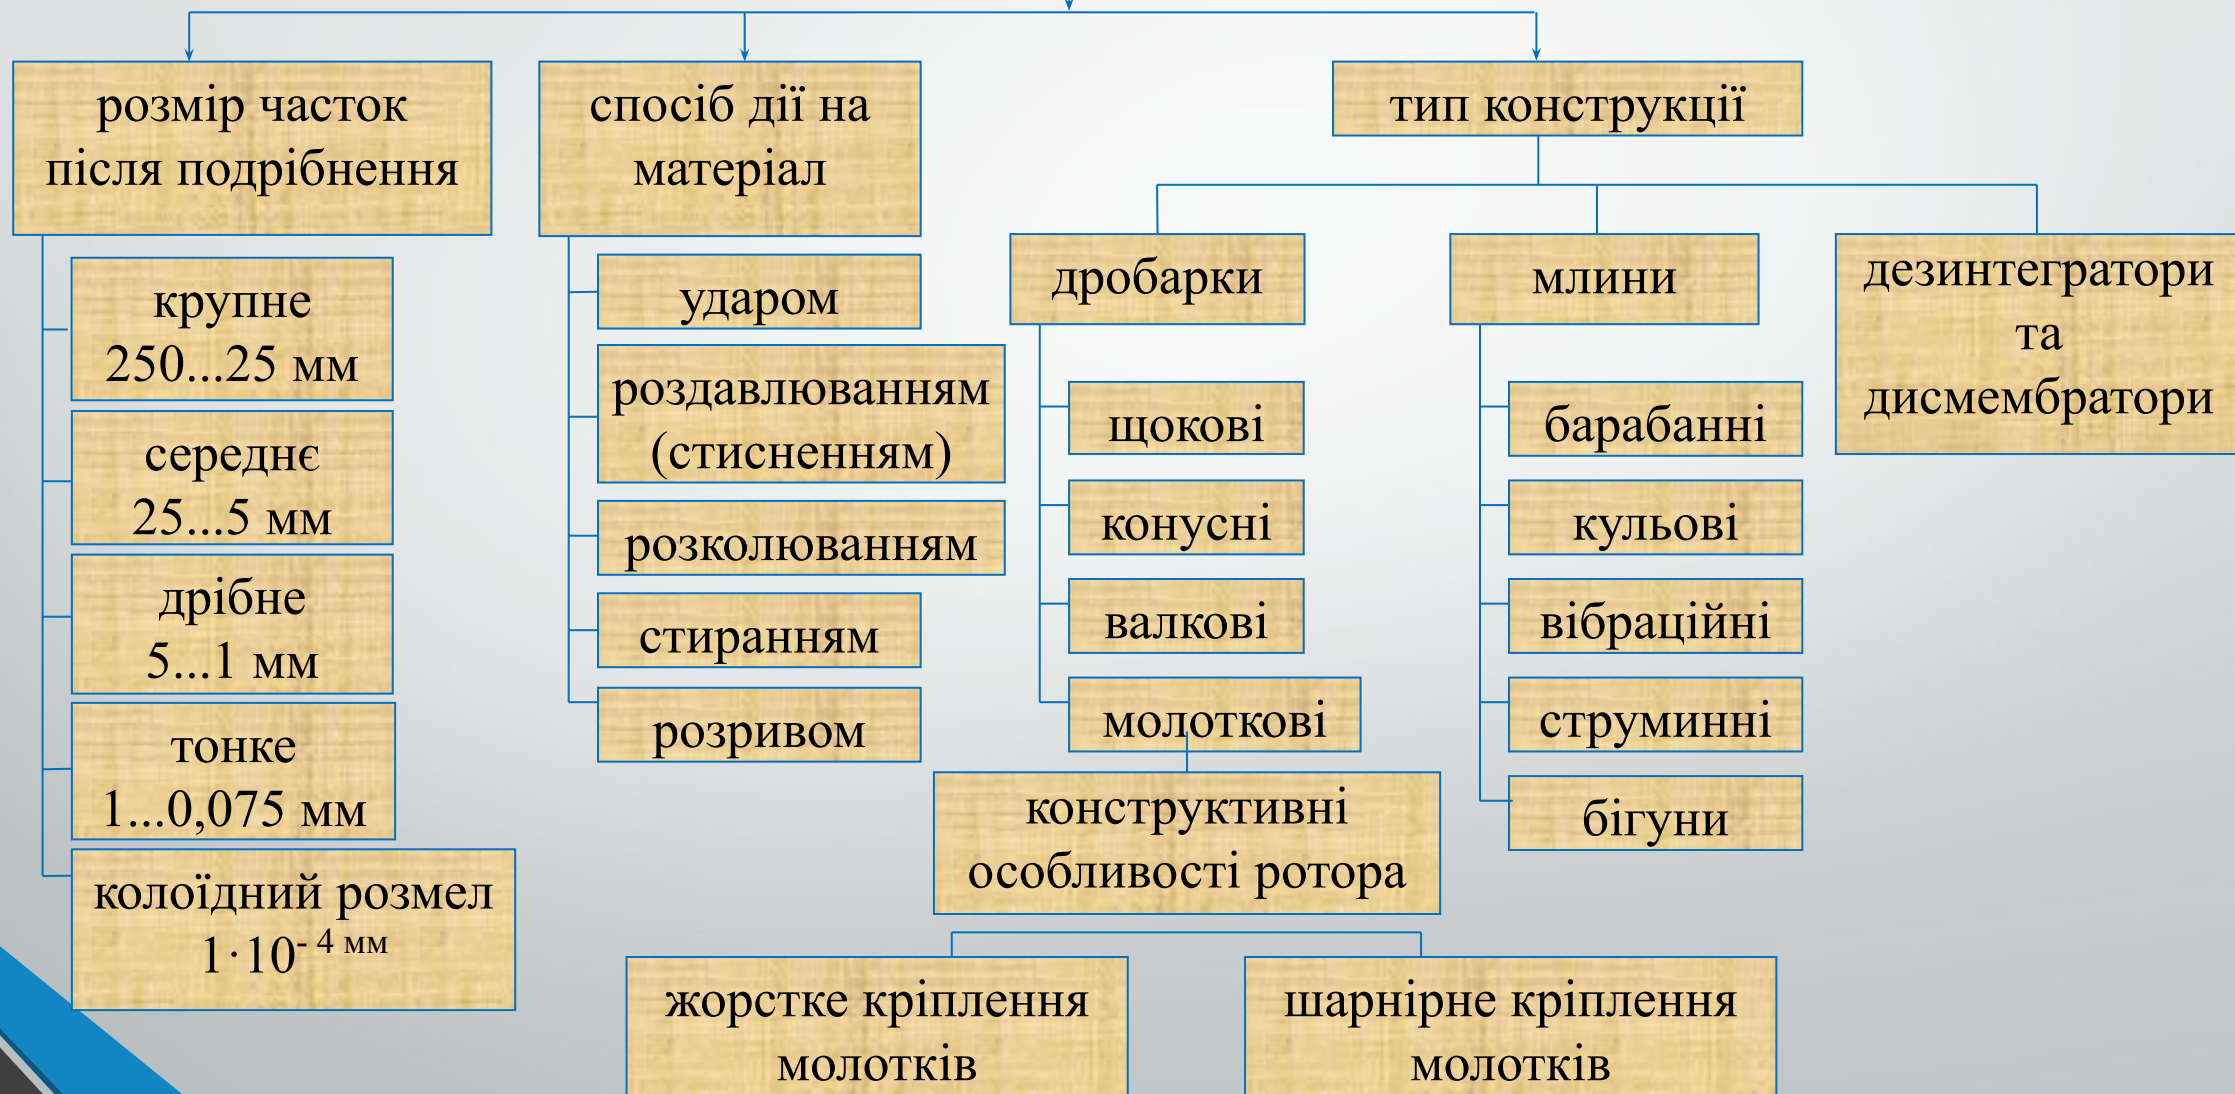 розмір часток
після подрібнення
крупне
250...25 мм
середнє
25...5 мм
дрібне
5...1 мм
тонке
1...0,075 мм
колоїдний розмел
1·10⁻ ⁴ мм
спосіб дії на
матеріал
ударом
роздавлюванням
(стисненням)
розколюванням
стиранням
розривом
тип конструкції
дробарки
щокові
конусні
валкові
молоткові
конструктивні
особливості ротора
жорстке кріплення
молотків
шарнірне кріплення
молотків
млини
барабанні
кульові
вібраційні
струминні
бігуни
дезинтегратори
та
дисмембратори